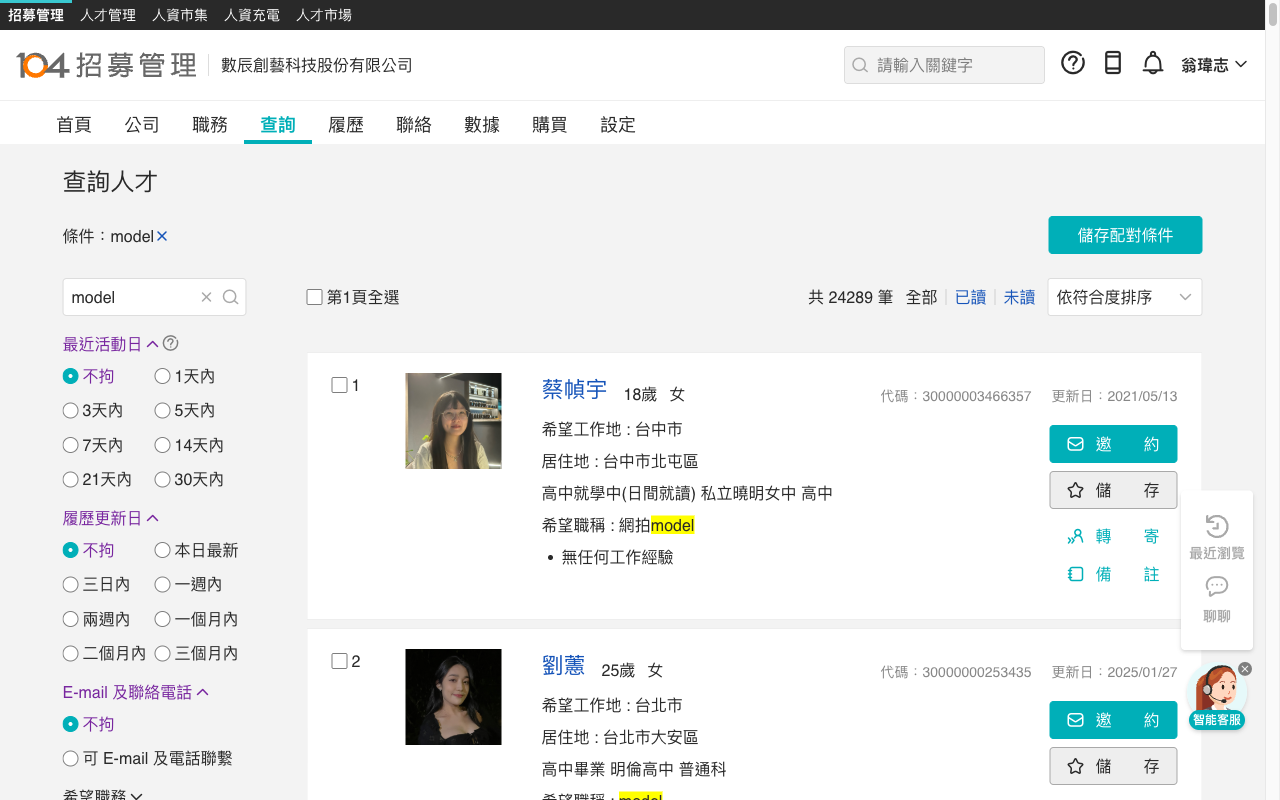 招募管理 人才管理 人資市集 人資充電 人才市場
104 招募管理 數辰創藝科技股份有限公司 請輸入關鍵字 翁瑋志
首頁 公司 職務 查詢 履歷 聯絡 數據 購買 設定
查詢人才
條件：model✕ 儲存配對條件
model 第1頁全選 共 24289 筆 全部 已讀 未讀 依符合度排序
最近活動日
不拘 1天內
3天內 5天內
7天內 14天內
21天內 30天內
履歷更新日
不拘 本日最新
三日內 一週內
兩週內 一個月內
二個月內 三個月內
E-mail 及聯絡電話
不拘
可 E-mail 及電話聯繫
希望職務
1 蔡幀宇 18歲 女 代碼：30000003466357 更新日：2021/05/13
希望工作地 : 台中市
居住地 : 台中市北屯區
高中就學中(日間就讀) 私立曉明女中 高中
希望職稱 : 網拍model
• 無任何工作經驗
邀 約
儲 存
轉 寄
備 註
2 劉蕙 25歲 女 代碼：30000000253435 更新日：2025/01/27
希望工作地 : 台北市
居住地 : 台北市大安區
高中畢業 明倫高中 普通科
希望職稱 : model
邀 約
儲 存
最近瀏覽
聊聊
智能客服